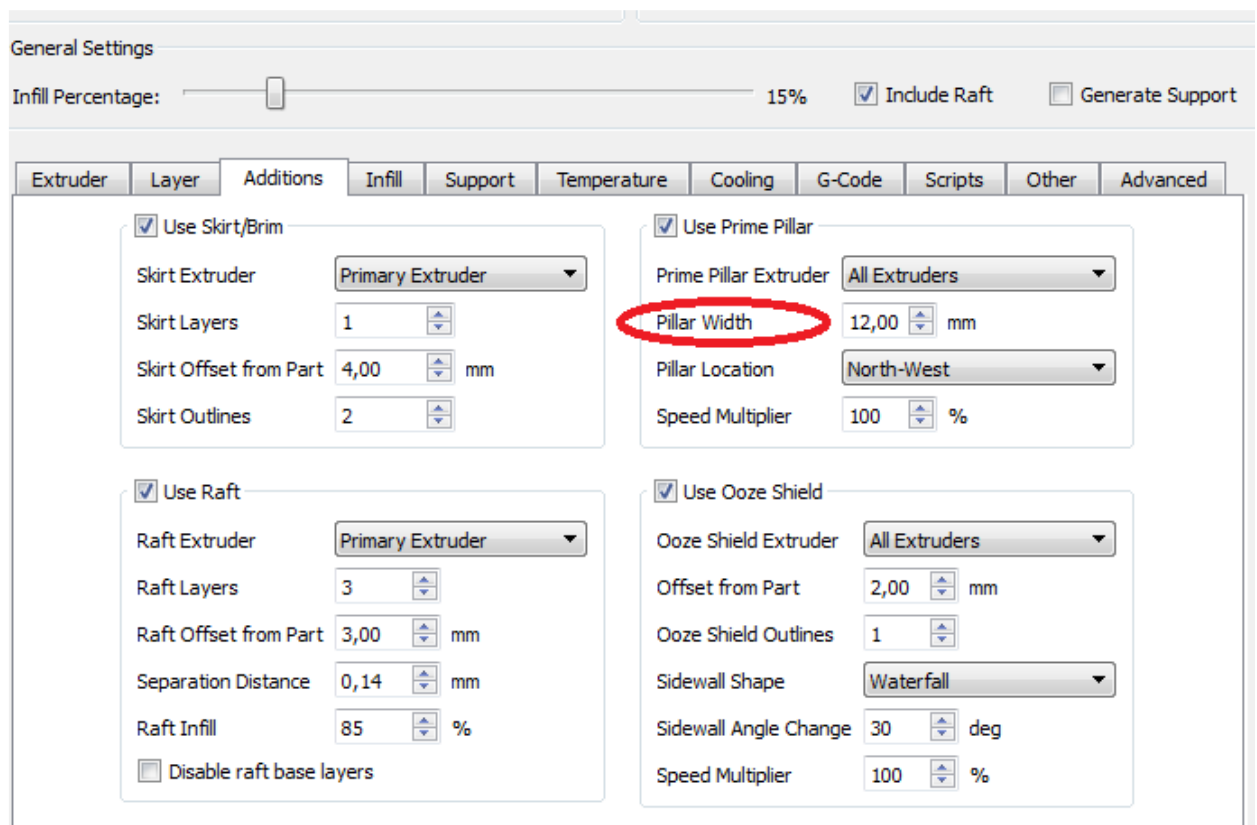 General Settings
Infill Percentage: 15% Include Raft Generate Support
Extruder Layer Additions Infill Support Temperature Cooling G-Code Scripts Other Advanced
Use Skirt/Brim
Skirt Extruder Primary Extruder
Skirt Layers 1
Skirt Offset from Part 4,00 mm
Skirt Outlines 2
Use Prime Pillar
Prime Pillar Extruder All Extruders
Pillar Width 12,00 mm
Pillar Location North-West
Speed Multiplier 100 %
Use Raft
Raft Extruder Primary Extruder
Raft Layers 3
Raft Offset from Part 3,00 mm
Separation Distance 0,14 mm
Raft Infill 85 %
Disable raft base layers
Use Ooze Shield
Ooze Shield Extruder All Extruders
Offset from Part 2,00 mm
Ooze Shield Outlines 1
Sidewall Shape Waterfall
Sidewall Angle Change 30 deg
Speed Multiplier 100 %